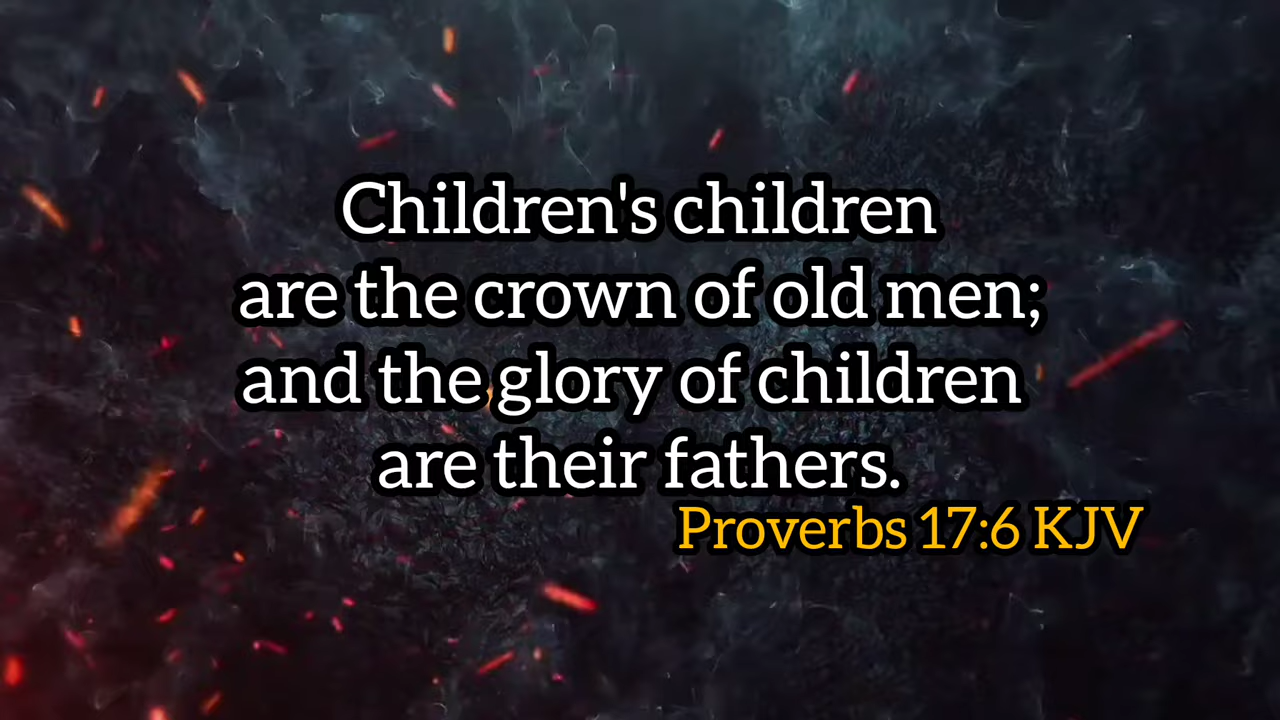 Children's children
are the crown of old men;
and the glory of children
are their fathers.
Proverbs 17:6 KJV